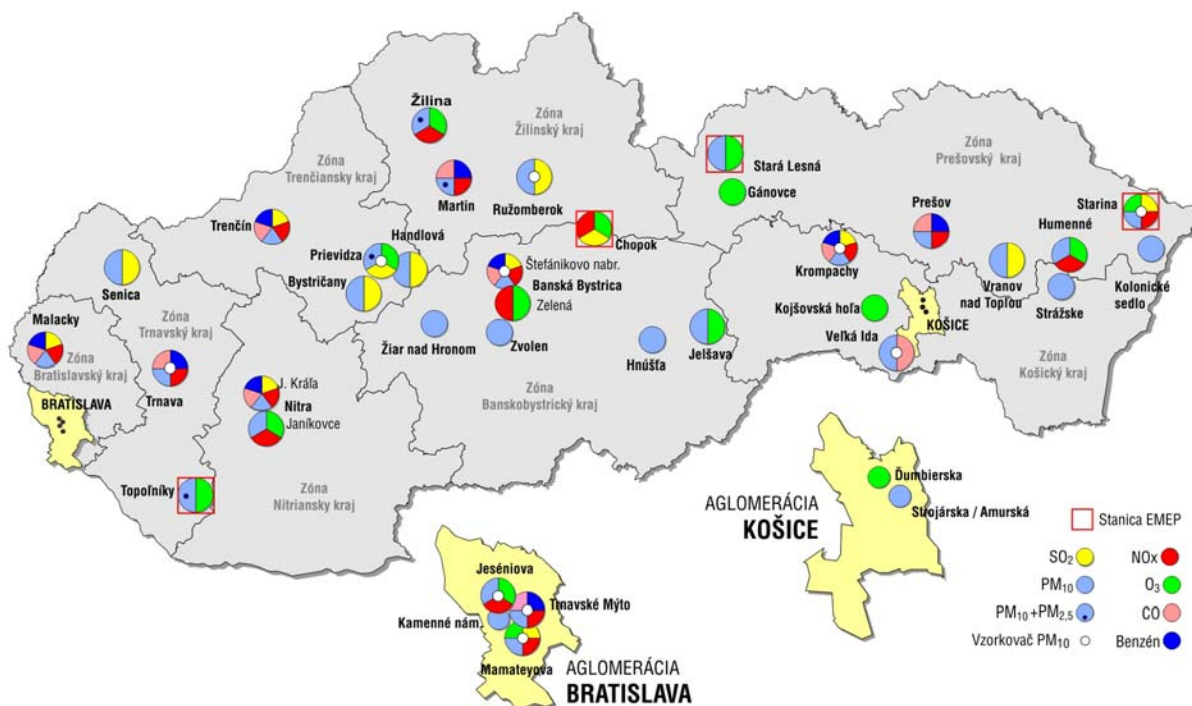 Žilina
Zóna
Žilinský kraj
Zóna
Trenčiansky kraj
Stará Lesná
Gánovce
Zóna
Prešovský kraj
Martin
Ružomberok
Trenčín
Prievidza
Handlová
Chopok
Prešov
Starina
Humenné
Štefánikovo nabr.
Banská Bystrica
Zelená
Krompachy
Senica
Bystričany
Vranov
nad Topľou
Kolonické
sedlo
Strážske
Kojšovská hoľa
KOŠICE
Malacky
Zóna
Trnavský kraj
Zóna
Bratislavský kraj
Žiar nad Hronom
Zvolen
Hnúšťa
Jelšava
Veľká Ida
Zóna
Košický kraj
Trnava
J. Kráľa
Nitra
Janíkovce
Zóna
Banskobystrický kraj
BRATISLAVA
Topoľníky
Zóna
Nitriansky kraj
Ďumbierska
Strojárska / Amurská
AGLOMERÁCIA
KOŠICE
Jeséniova
Trnavské Mýto
Kamenné nám.
Mamateyova
AGLOMERÁCIA
BRATISLAVA
Stanica EMEP
SO2 NOx
PM10 O3
PM10+PM2,5 CO
Vzorkovač PM10 Benzén